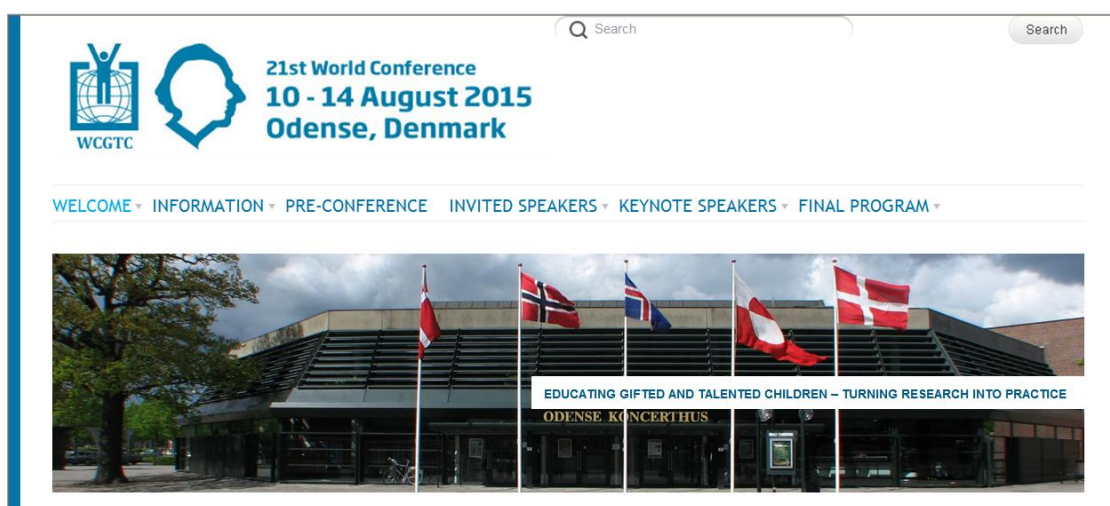 Search
Search
21st World Conference
10 - 14 August 2015
Odense, Denmark
WCGTC
WELCOME INFORMATION PRE-CONFERENCE INVITED SPEAKERS KEYNOTE SPEAKERS FINAL PROGRAM
EDUCATING GIFTED AND TALENTED CHILDREN – TURNING RESEARCH INTO PRACTICE
ODENSE KONCERTHUS